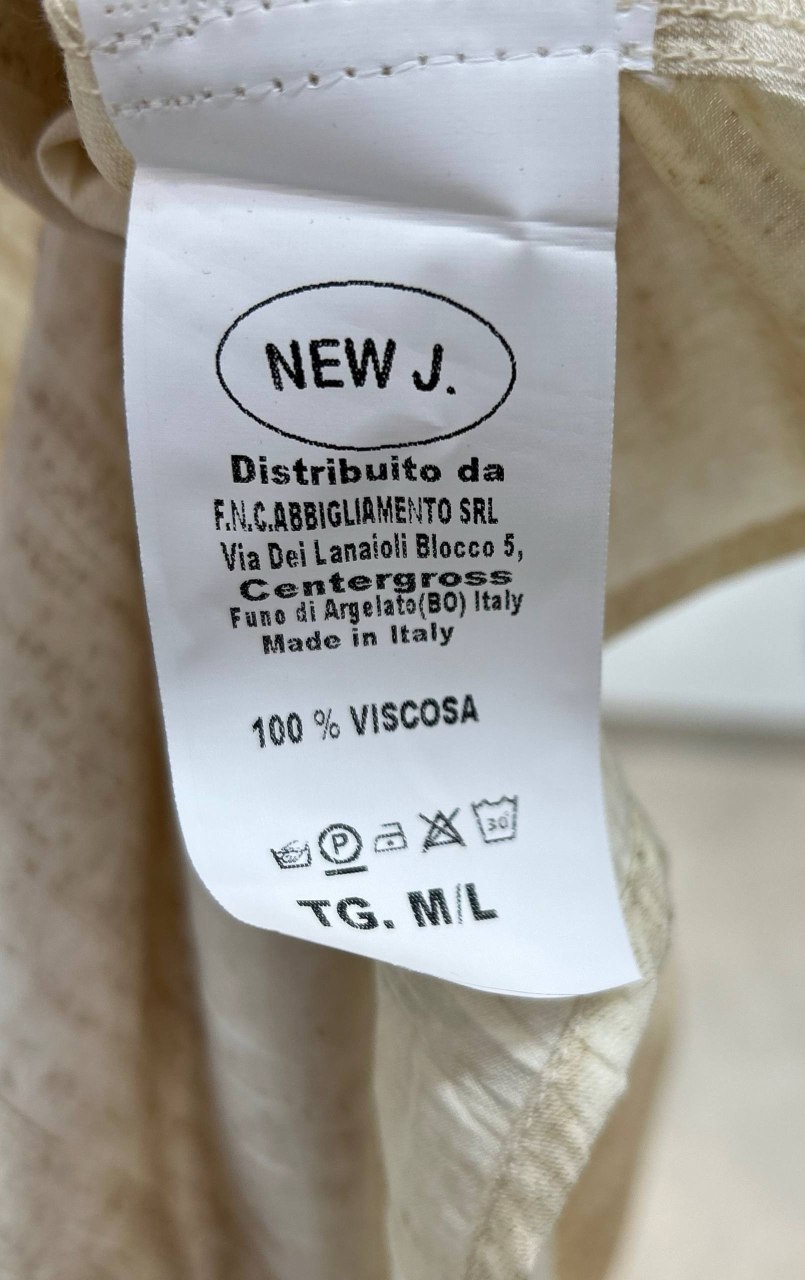 NEW J.
Distribuito da
F.N.C.ABBIGLIAMENTO SRL
Via Dei Lanaioli Blocco 5,
Centergross
Funo di Argelato(BO) Italy
Made in Italy
100 % VISCOSA
P 30°
TG. M/L